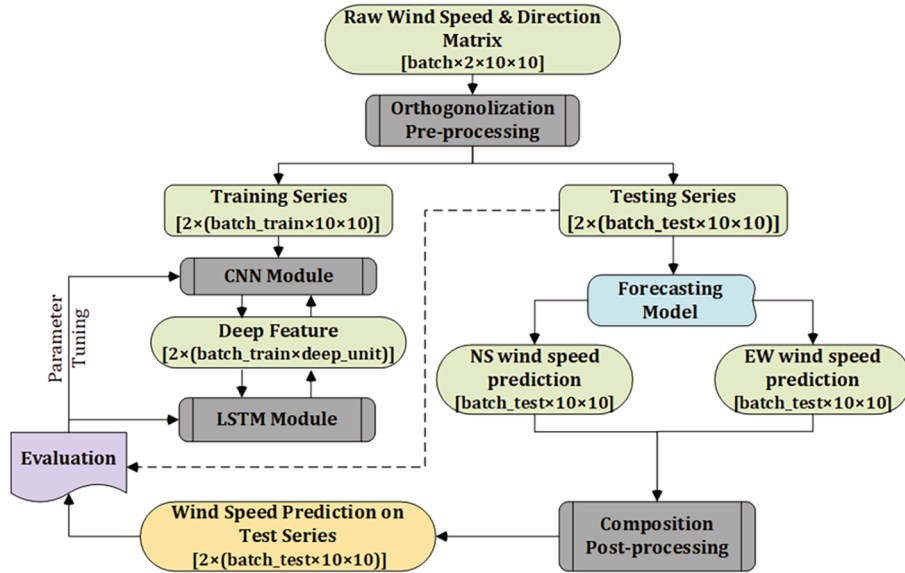 Raw Wind Speed & Direction
Matrix
[batch×2×10×10]
Orthogonolization
Pre-processing
Training Series
[2×(batch_train×10×10)]
Testing Series
[2×(batch_test×10×10)]
CNN Module
Forecasting
Model
Parameter
Tuning
Deep Feature
[2×(batch_train×deep_unit)]
NS wind speed
prediction
[batch_test×10×10]
EW wind speed
prediction
[batch_test×10×10]
LSTM Module
Evaluation
Wind Speed Prediction on
Test Series
[2×(batch_test×10×10)]
Composition
Post-processing